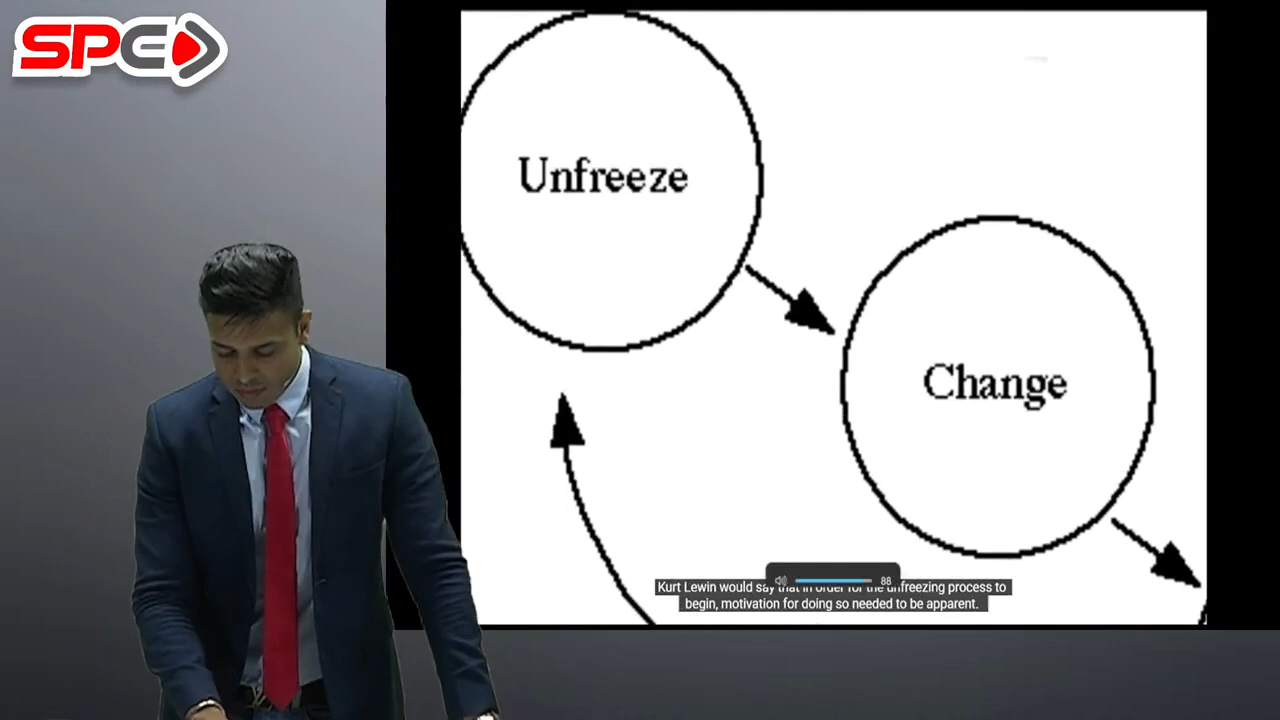 SPE
Unfreeze
Change
88
Kurt Lewin would say that in order for the unfreezing process to
begin, motivation for doing so needed to be apparent.